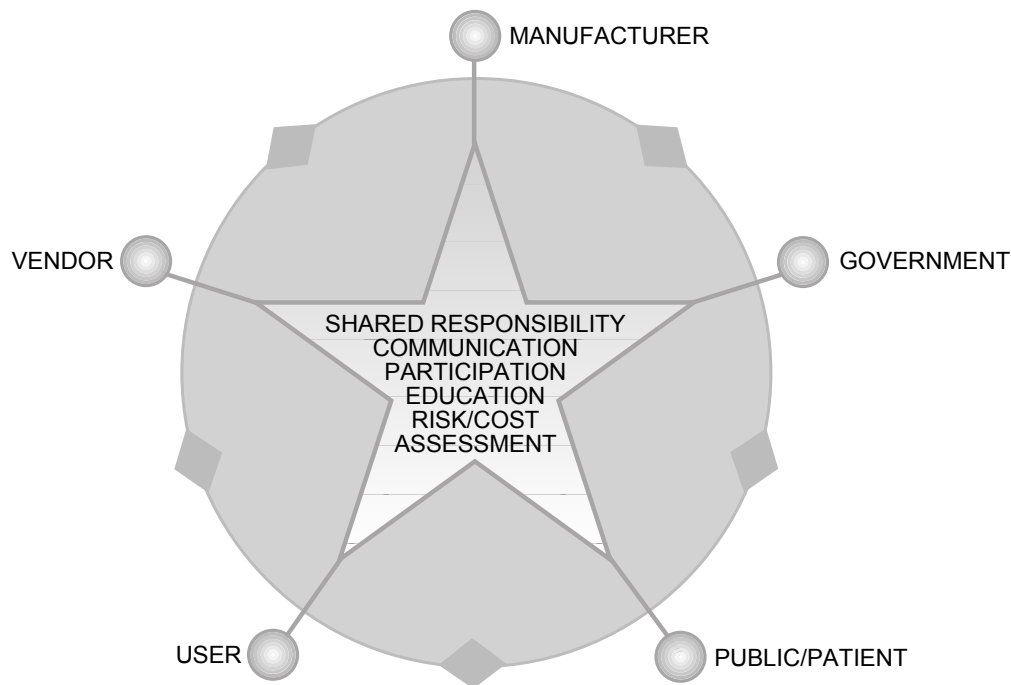 MANUFACTURER
VENDOR
GOVERNMENT
SHARED RESPONSIBILITY
COMMUNICATION
PARTICIPATION
EDUCATION
RISK/COST
ASSESSMENT
USER
PUBLIC/PATIENT